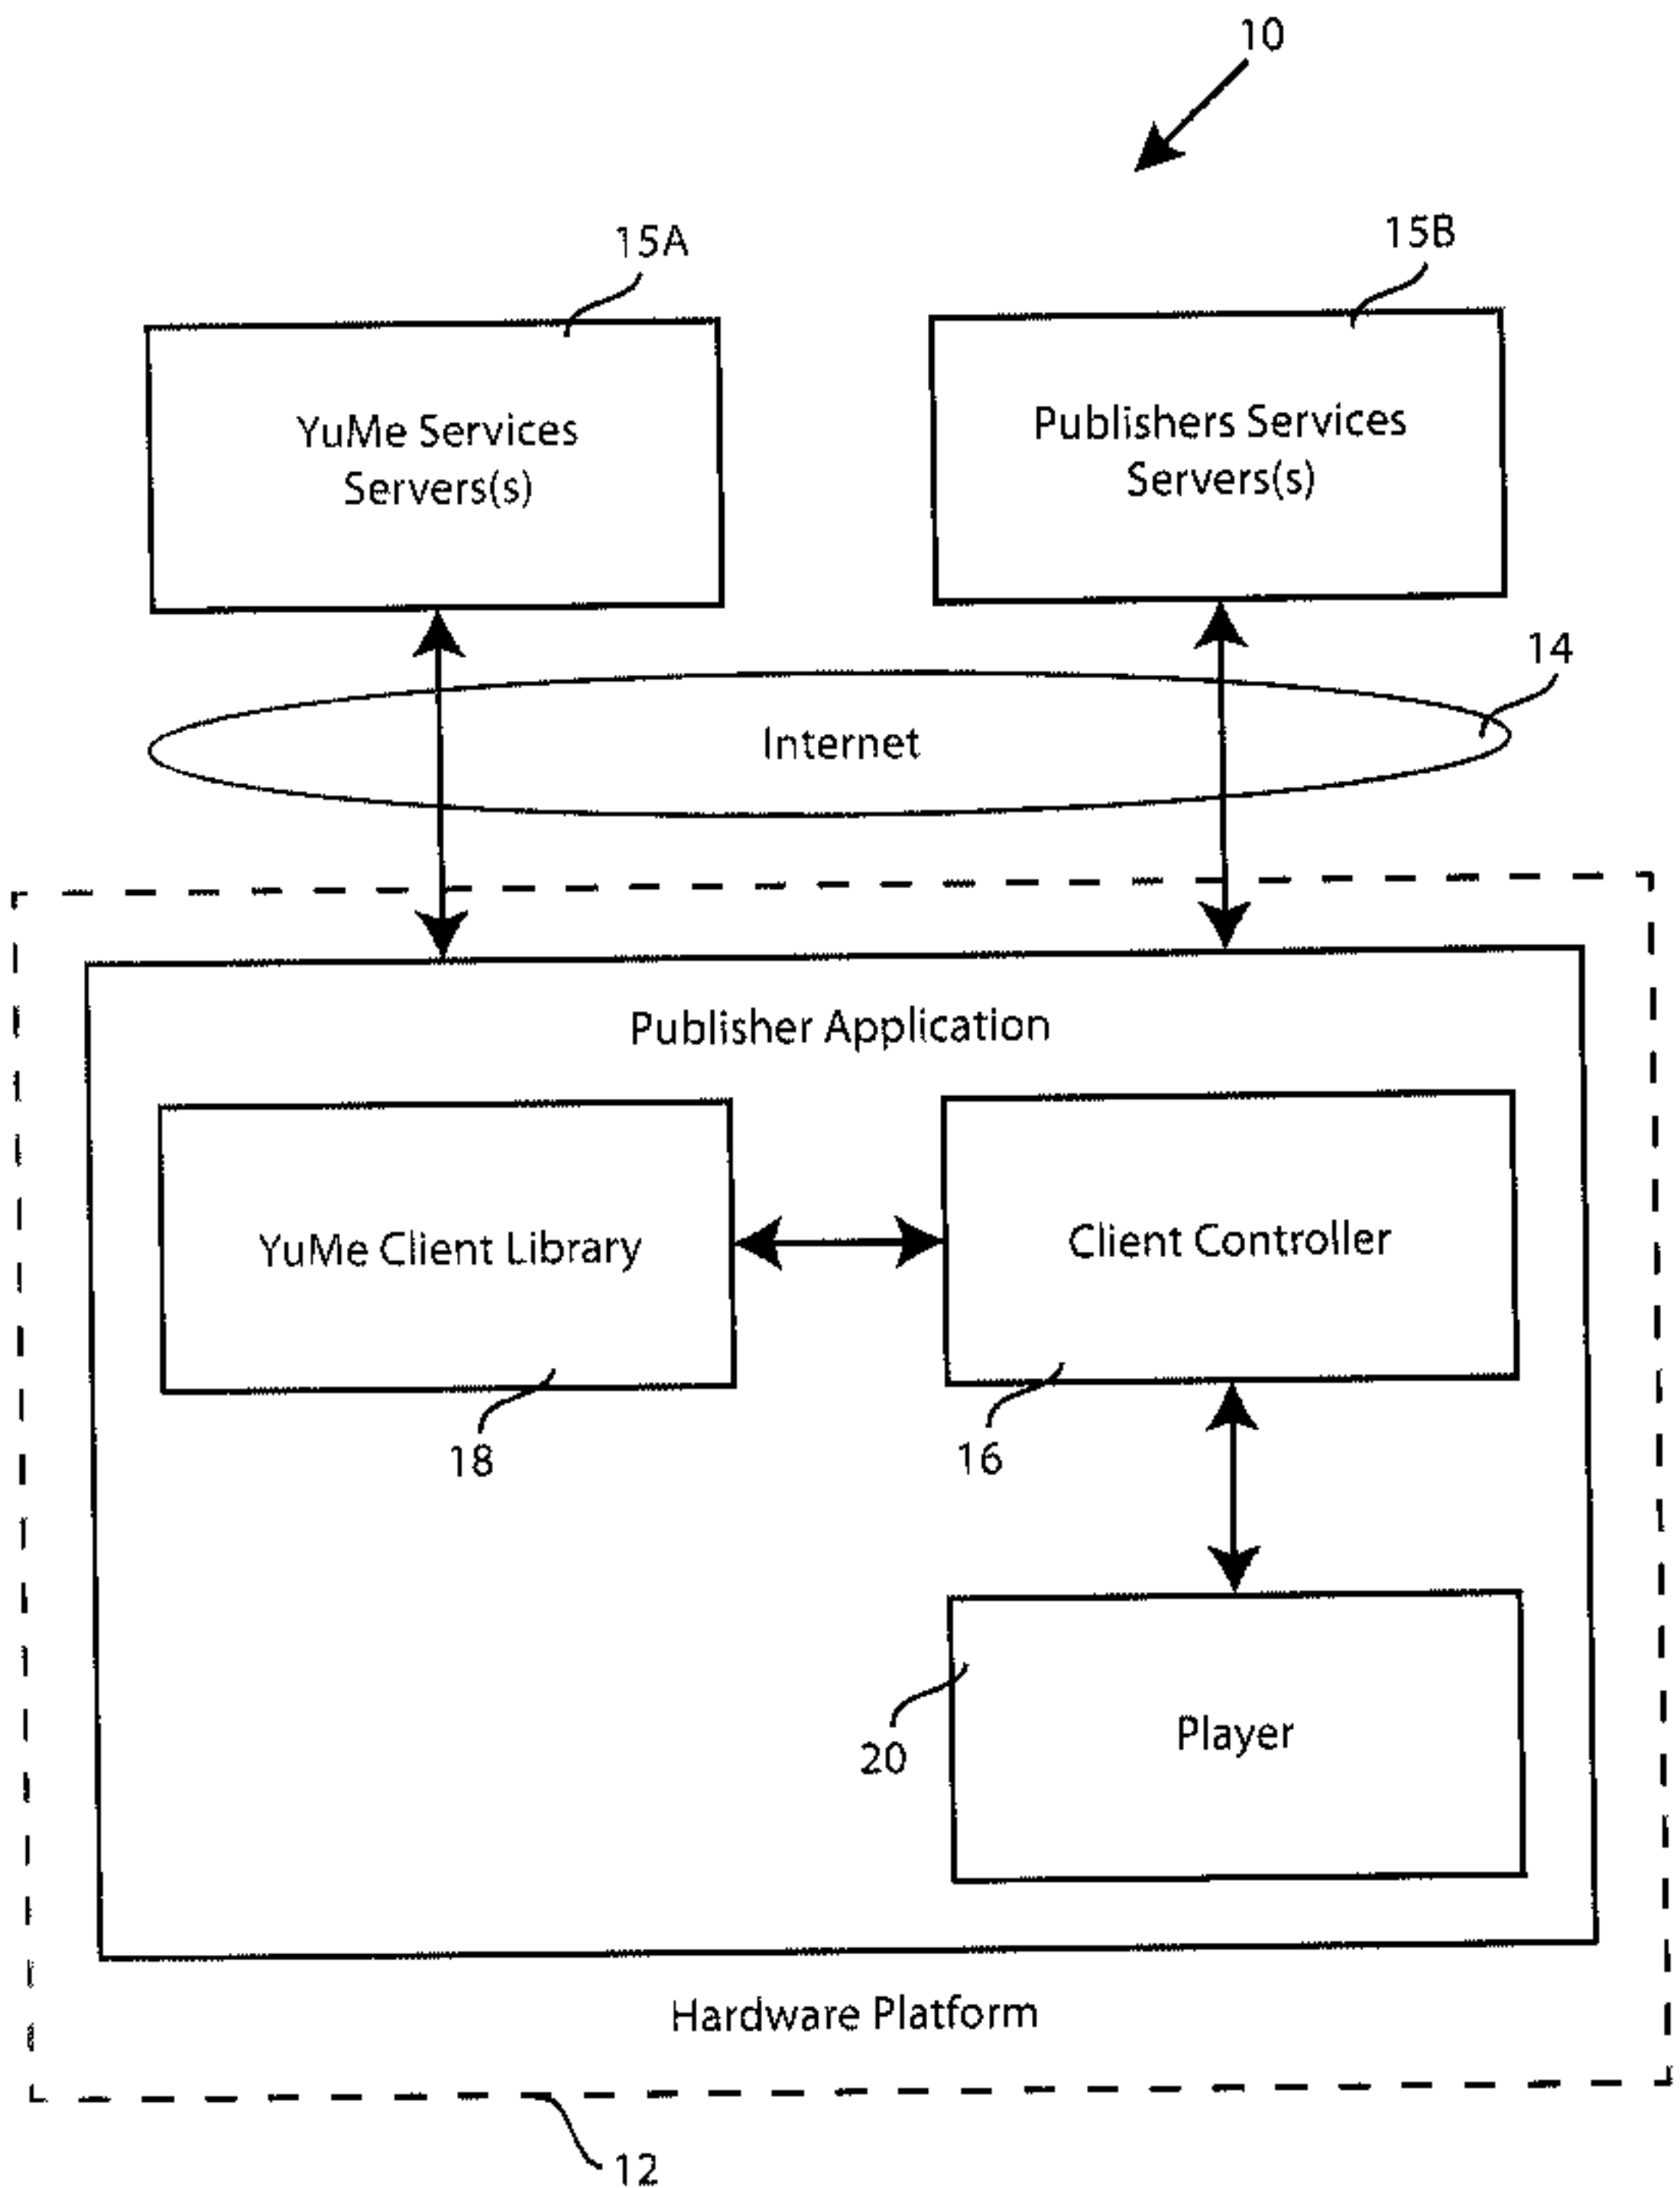 10
15A
15B
YuMe Services
Servers(s)
Publishers Services
Servers(s)
14
Internet
Publisher Application
YuMe Client Library
Client Controller
18
16
20
Player
Hardware Platform
12